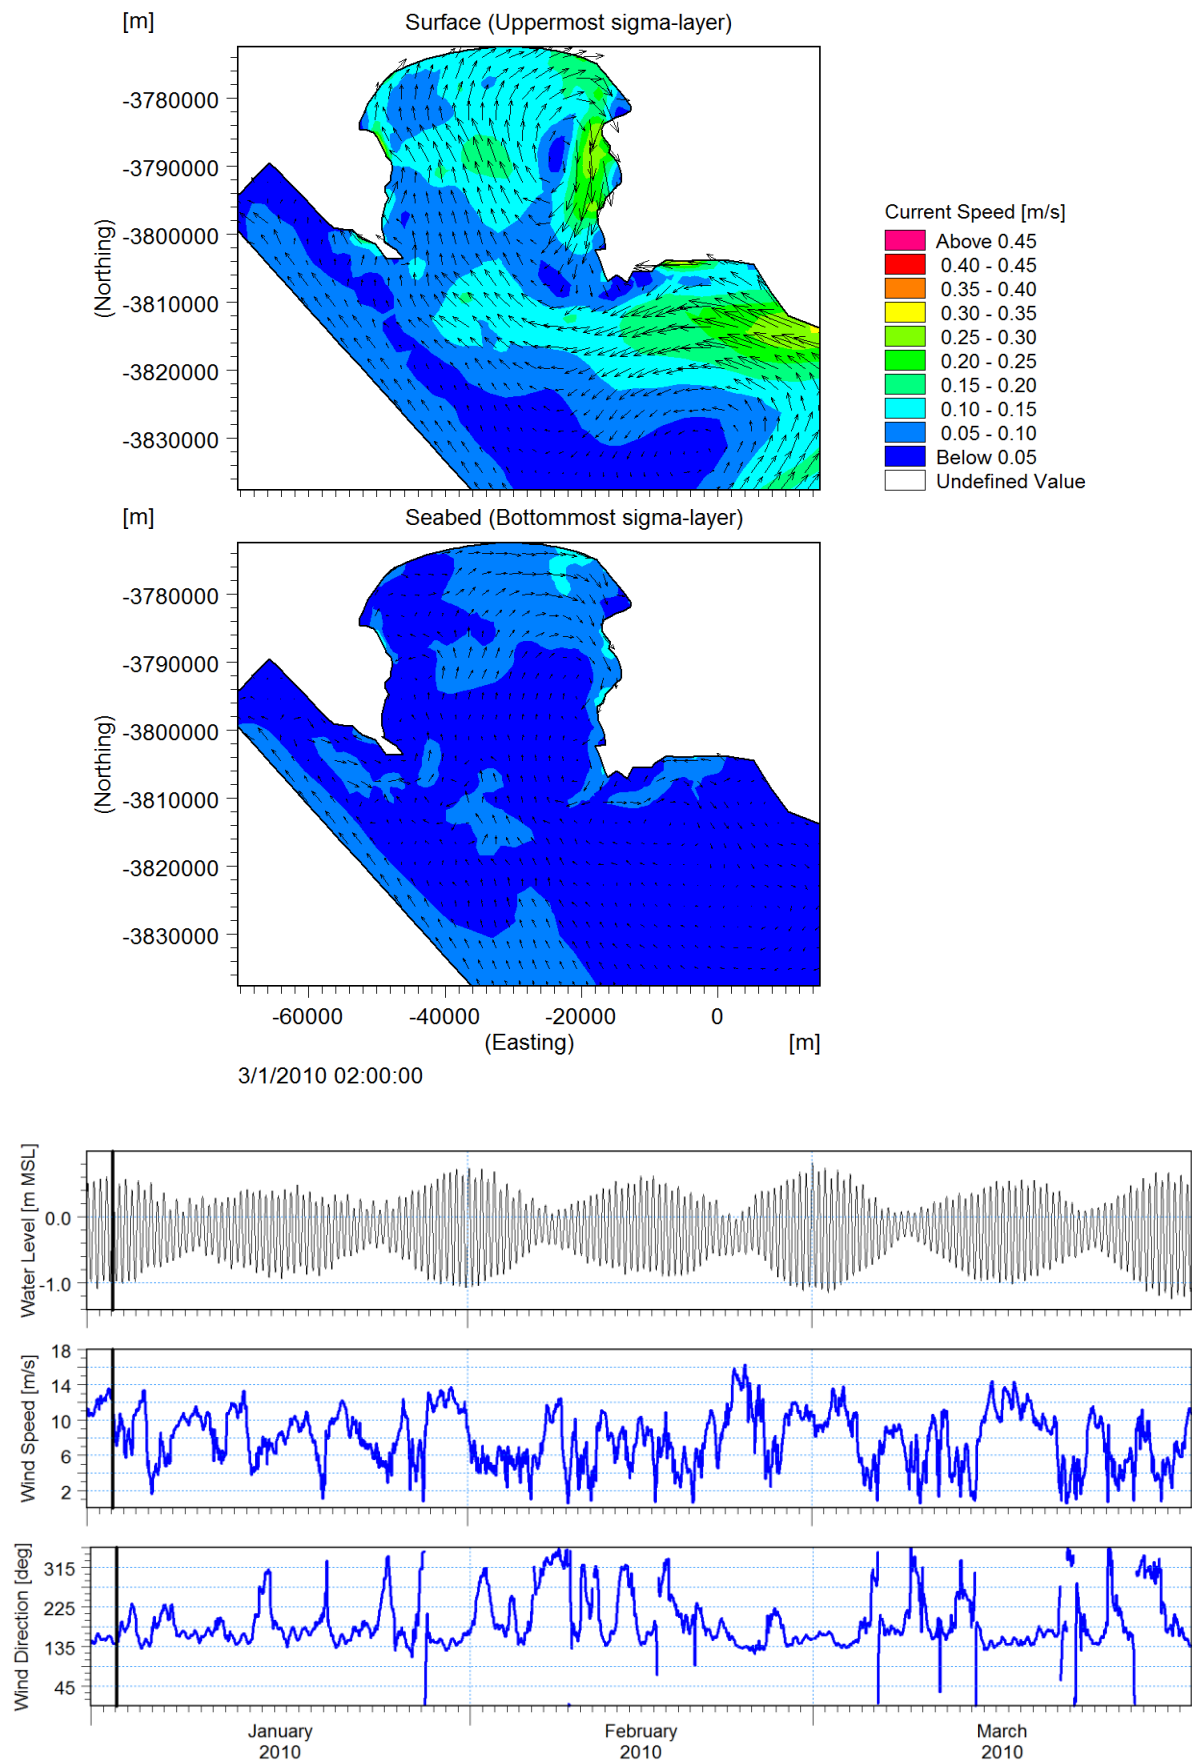 [m]
Surface (Uppermost sigma-layer)
-3780000
-3790000
-3800000
-3810000
-3820000
-3830000
(Northing)
Current Speed [m/s]
Above 0.45
0.40 - 0.45
0.35 - 0.40
0.30 - 0.35
0.25 - 0.30
0.20 - 0.25
0.15 - 0.20
0.10 - 0.15
0.05 - 0.10
Below 0.05
Undefined Value
[m]
Seabed (Bottommost sigma-layer)
-3780000
-3790000
-3800000
-3810000
-3820000
-3830000
(Northing)
-60000 -40000 -20000 0
(Easting) [m]
3/1/2010 02:00:00
Water Level [m MSL]
0.0
-1.0
Wind Speed [m/s]
18
14
10
6
2
Wind Direction [deg]
315
225
135
45
January February March
2010 2010 2010